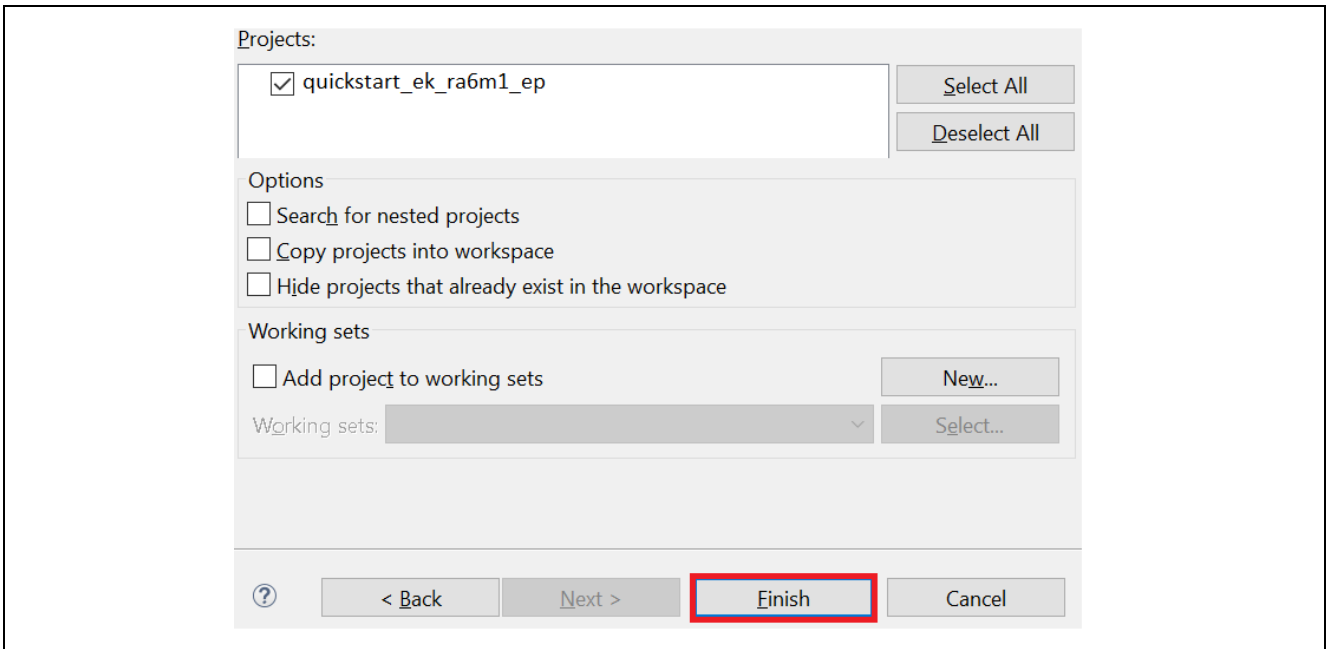 Projects:
quickstart_ek_ra6m1_ep
Select All
Deselect All
Options
Search for nested projects
Copy projects into workspace
Hide projects that already exist in the workspace
Working sets
Add project to working sets
New...
Working sets:
Select...
?
< Back
Next >
Finish
Cancel